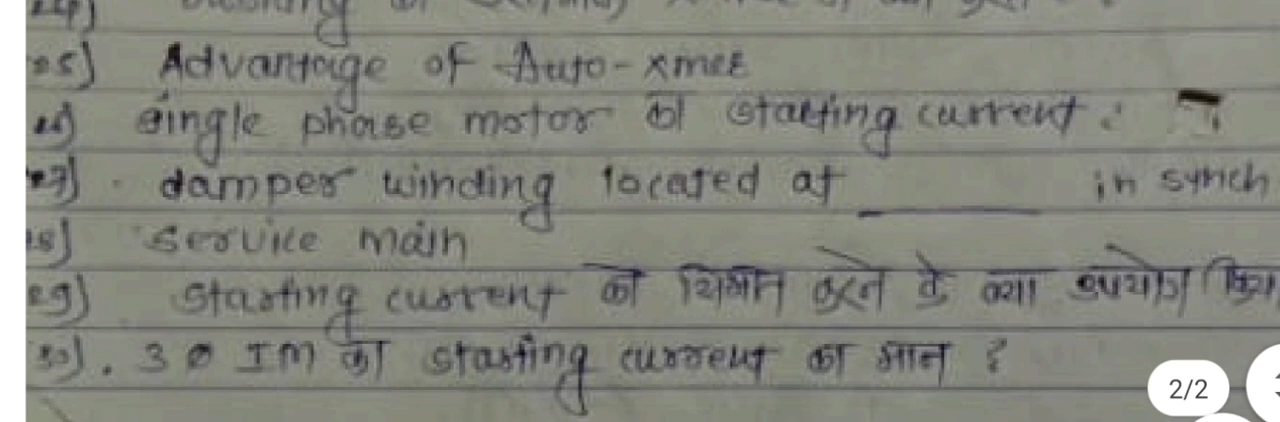 25) Advantage of Auto-xmer
26) single phase motor का starting current :
27) damper winding located at ______ in synch
28) service main
29) starting current को सिमीत करने के क्या उपयोग किया
30). 3 Ø IM का starting current का मान ?
2/2